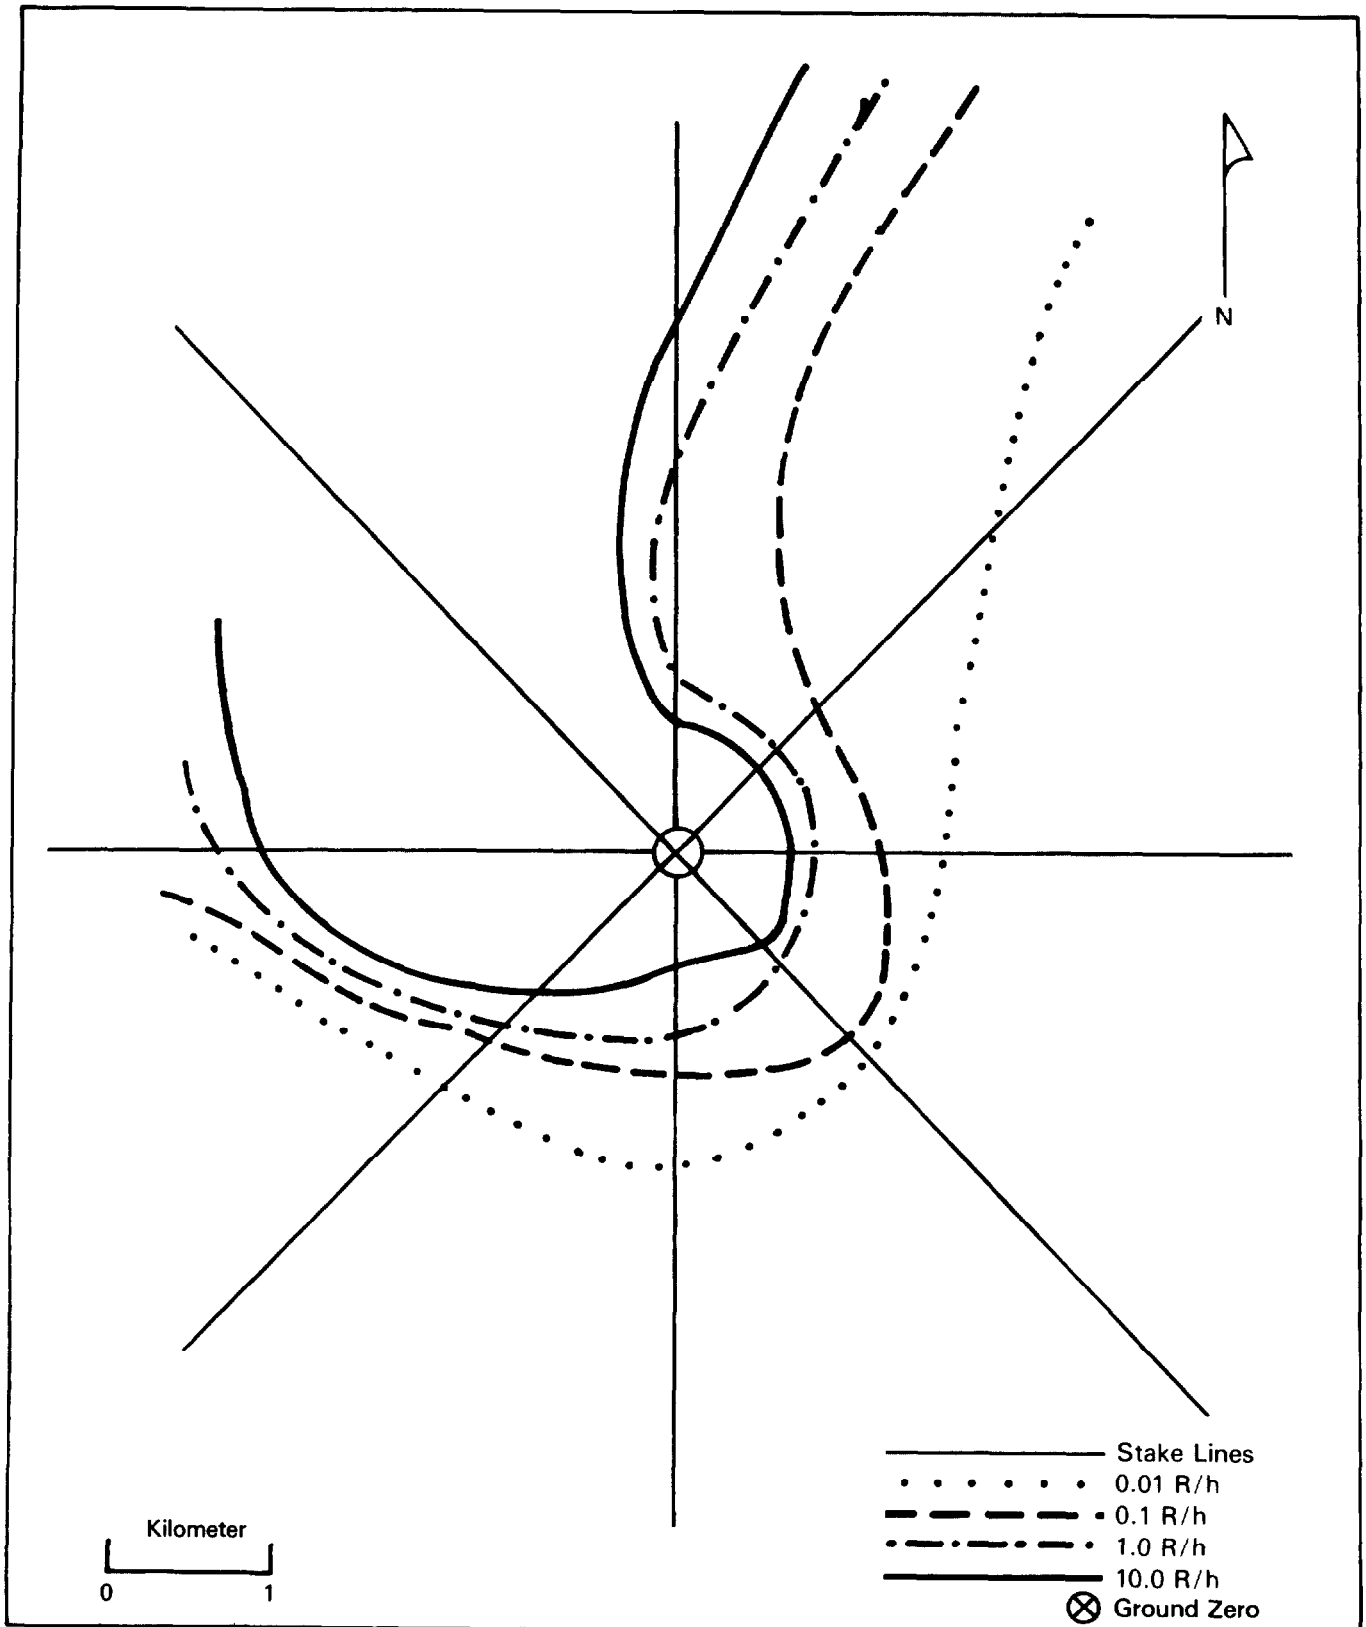 N
Stake Lines
0.01 R/h
0.1 R/h
1.0 R/h
10.0 R/h
Ground Zero
Kilometer
0 1